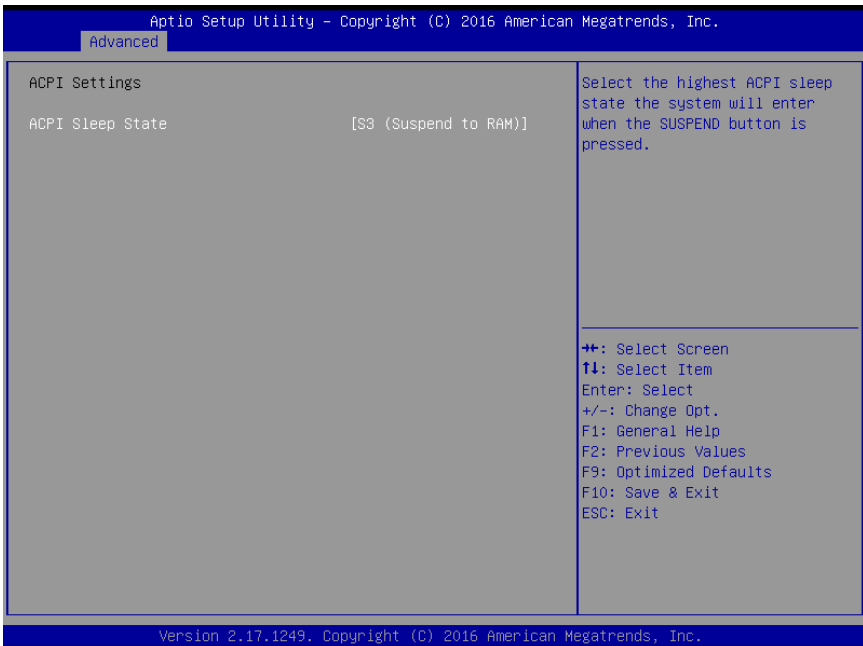 Aptio Setup Utility – Copyright (C) 2016 American Megatrends, Inc.
Advanced
ACPI Settings
ACPI Sleep State [S3 (Suspend to RAM)]
Select the highest ACPI sleep
state the system will enter
when the SUSPEND button is
pressed.
→←: Select Screen
↑↓: Select Item
Enter: Select
+/-: Change Opt.
F1: General Help
F2: Previous Values
F9: Optimized Defaults
F10: Save & Exit
ESC: Exit
Version 2.17.1249. Copyright (C) 2016 American Megatrends, Inc.